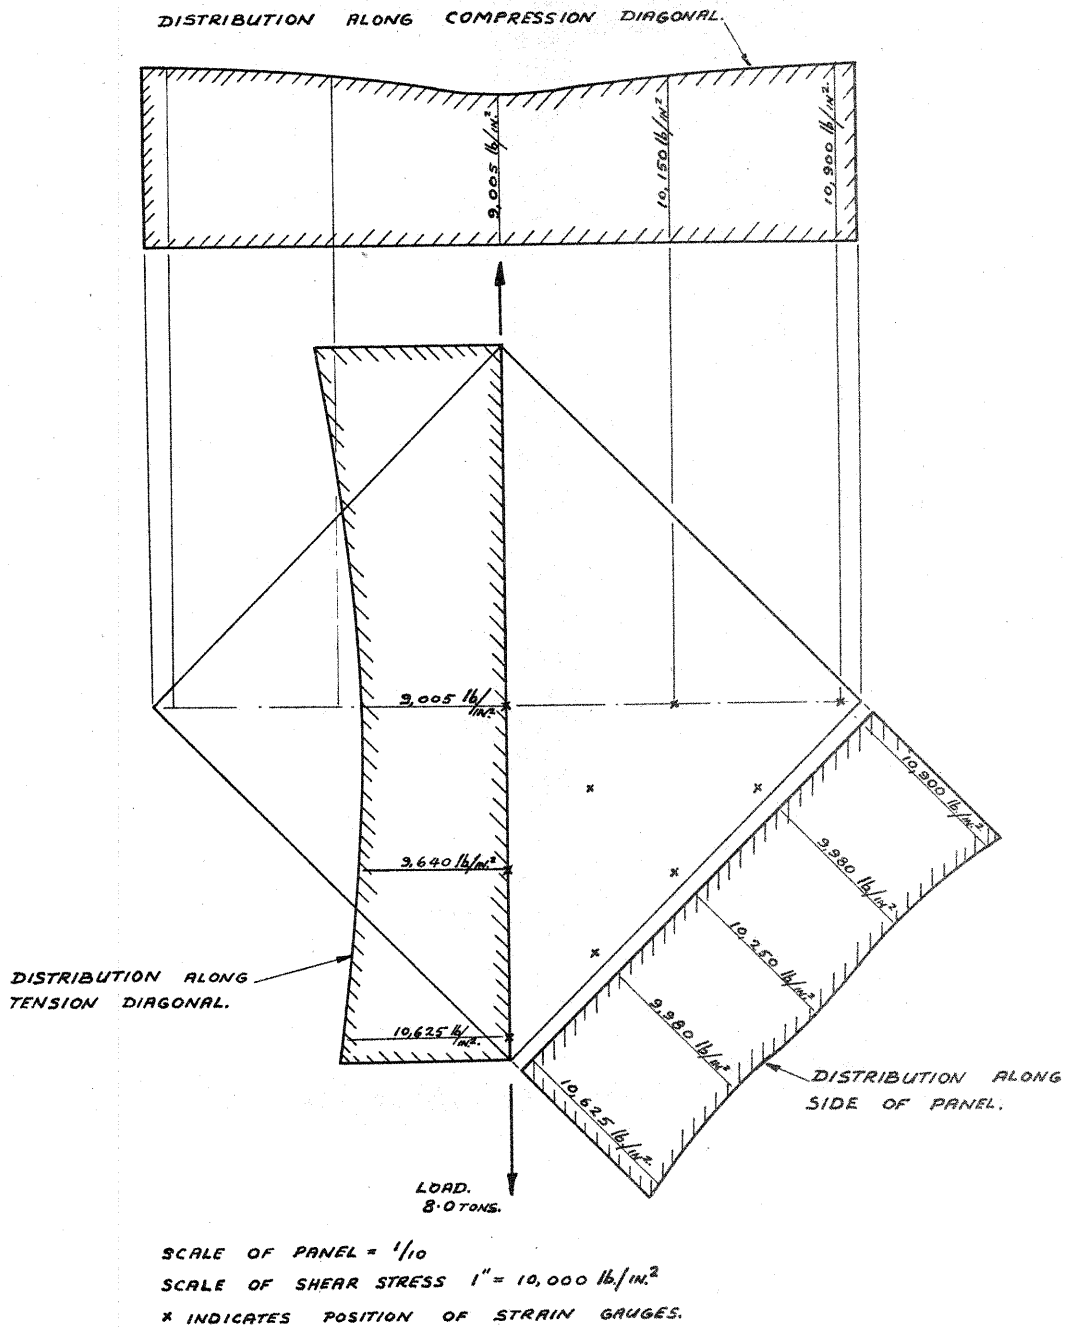 DISTRIBUTION ALONG COMPRESSION DIAGONAL.
9,005 lb/IN.²
10,150 lb/IN.²
10,900 lb/IN.²
9,005 lb/
IN.²
9,640 lb/IN.²
10,625 lb/
IN.²
DISTRIBUTION ALONG
TENSION DIAGONAL.
10,900 lb/IN.²
9,980 lb/IN.²
10,250 lb/IN.²
9,980 lb/IN.²
10,625 lb/IN.²
DISTRIBUTION ALONG
SIDE OF PANEL.
LOAD.
8·0 TONS.
SCALE OF PANEL = 1/10
SCALE OF SHEAR STRESS 1" = 10,000 lb/IN.²
x INDICATES POSITION OF STRAIN GAUGES.